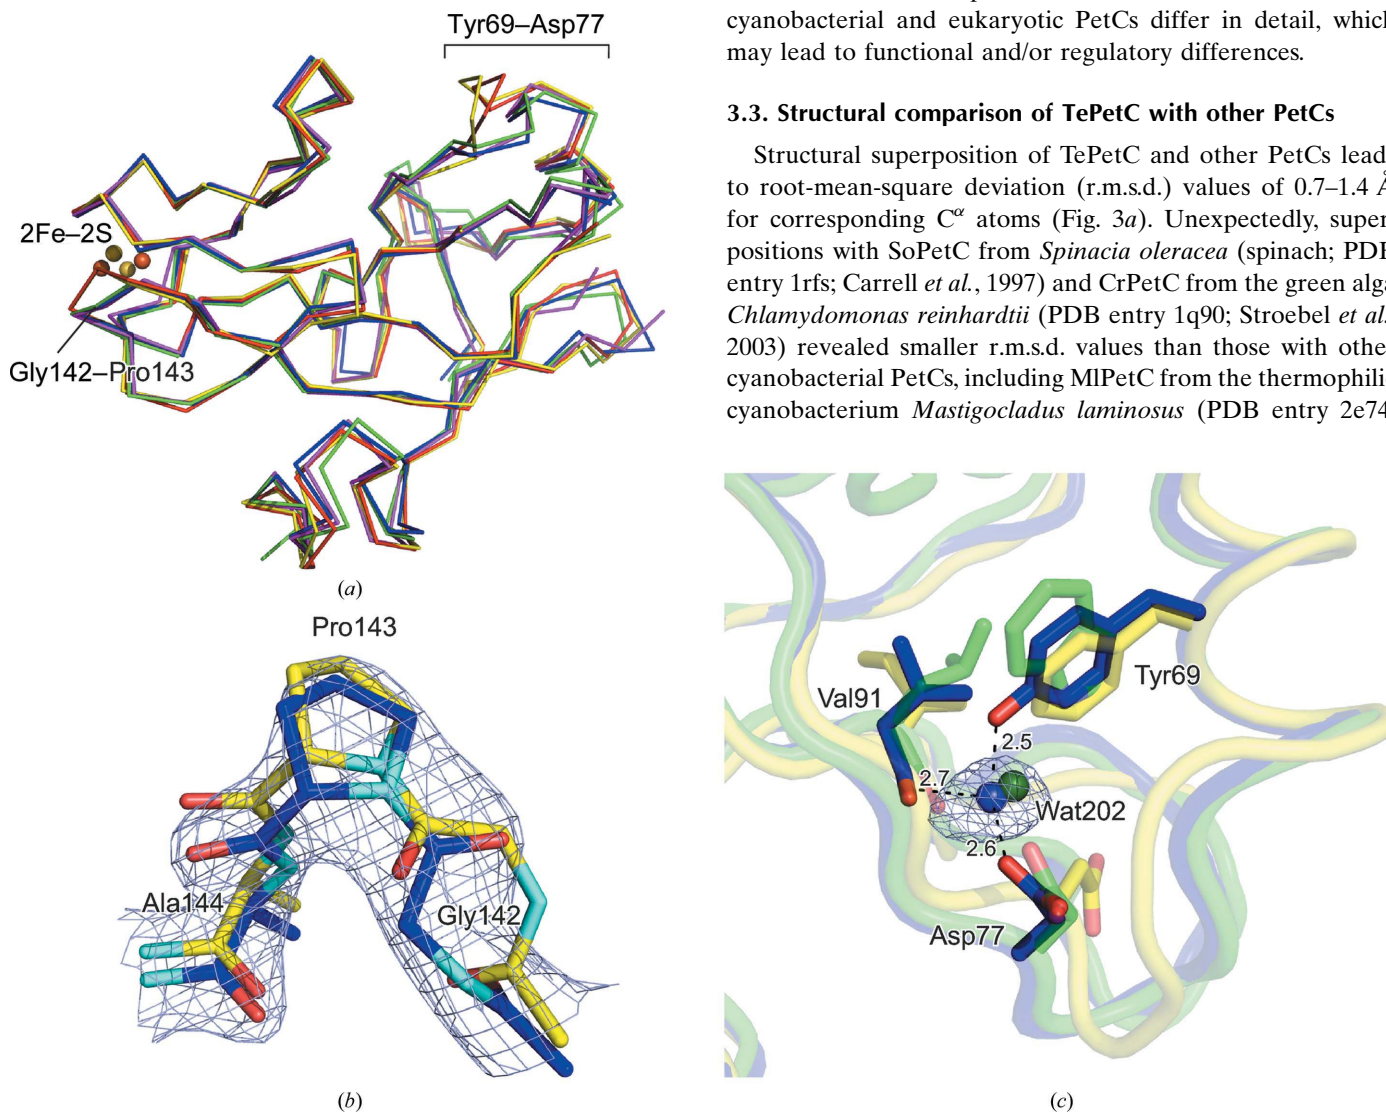 Tyr69–Asp77
2Fe–2S
Gly142–Pro143
(a)
Pro143
Ala144
Gly142
(b)
cyanobacterial and eukaryotic PetCs differ in detail, which
may lead to functional and/or regulatory differences.
3.3. Structural comparison of TePetC with other PetCs
Structural superposition of TePetC and other PetCs lead
to root-mean-square deviation (r.m.s.d.) values of 0.7–1.4 Å
for corresponding Cα atoms (Fig. 3a). Unexpectedly, super
positions with SoPetC from Spinacia oleracea (spinach; PDB
entry 1rfs; Carrell et al., 1997) and CrPetC from the green alga
Chlamydomonas reinhardtii (PDB entry 1q90; Stroebel et al.
2003) revealed smaller r.m.s.d. values than those with othe
cyanobacterial PetCs, including MlPetC from the thermophili
cyanobacterium Mastigocladus laminosus (PDB entry 2e74
Val91
Tyr69
2.5
2.7
Wat202
2.6
Asp77
(c)